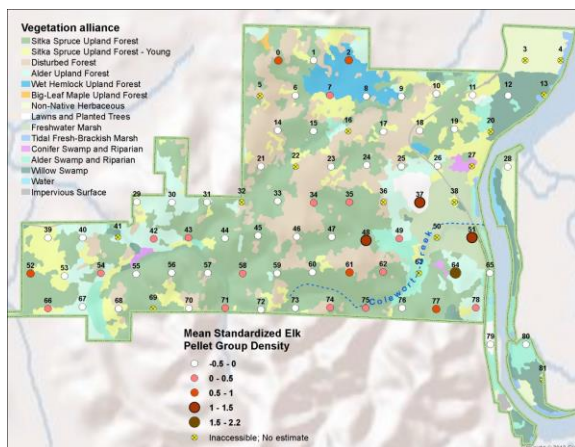 Vegetation alliance
Sitka Spruce Upland Forest
Sitka Spruce Upland Forest - Young
Disturbed Forest
Alder Upland Forest
Wet Hemlock Upland Forest
Big-Leaf Maple Upland Forest
Non-Native Herbaceous
Lawns and Planted Trees
Freshwater Marsh
Tidal Fresh-Brackish Marsh
Conifer Swamp and Riparian
Alder Swamp and Riparian
Willow Swamp
Water
Impervious Surface
0 1 2 3 4
5 6 7 8 9 10 11 12 13
14 15 16 17 18 19 20
21 22 23 24 25 26 27 28
29 30 31 32 33 34 35 36 37 38
39 40 41 42 43 44 45 46 47 48 49 50 51
52 53 54 55 56 57 58 59 60 61 62 64 65
66 67 68 69 70 71 72 73 74 75 76 77 78
79 80
81
Colewort Creek
Mean Standardized Elk
Pellet Group Density
-0.5 - 0
0 - 0.5
0.5 - 1
1 - 1.5
1.5 - 2.2
Inaccessible; No estimate